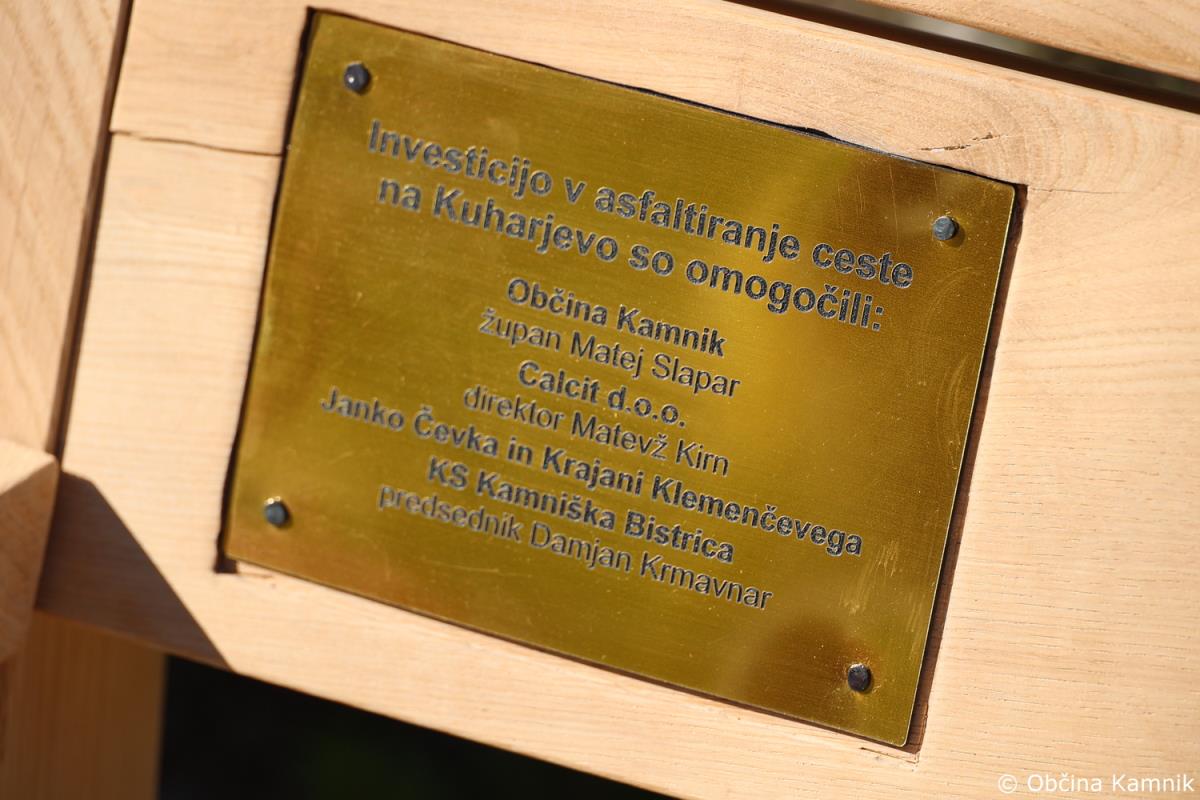 Investicijo v asfaltiranje ceste
na Kuharjevo so omogočili:
Občina Kamnik
župan Matej Slapar
Calcit d.o.o.
direktor Matevž Kirn
Janko Čevka in Krajani Klemenčevega
KS Kamniška Bistrica
predsednik Damjan Krmavnar
© Občina Kamnik